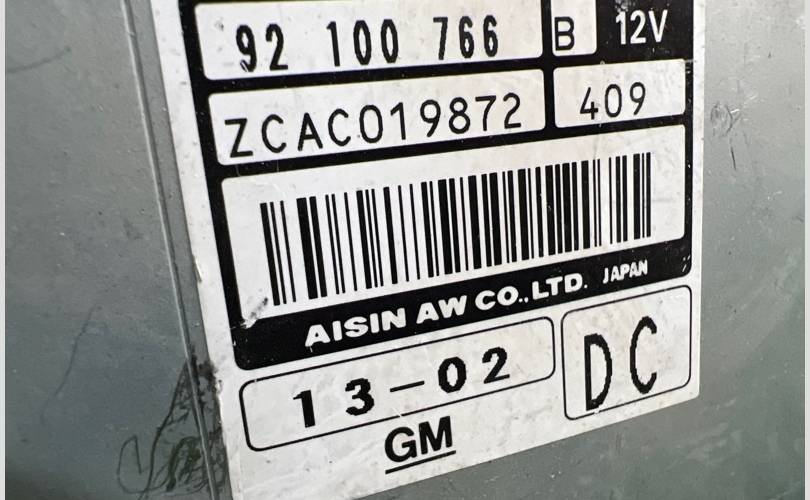 92 100 766 B 12V
ZCAC019872 409
AISIN AW CO., LTD. JAPAN
13-02 DC
GM